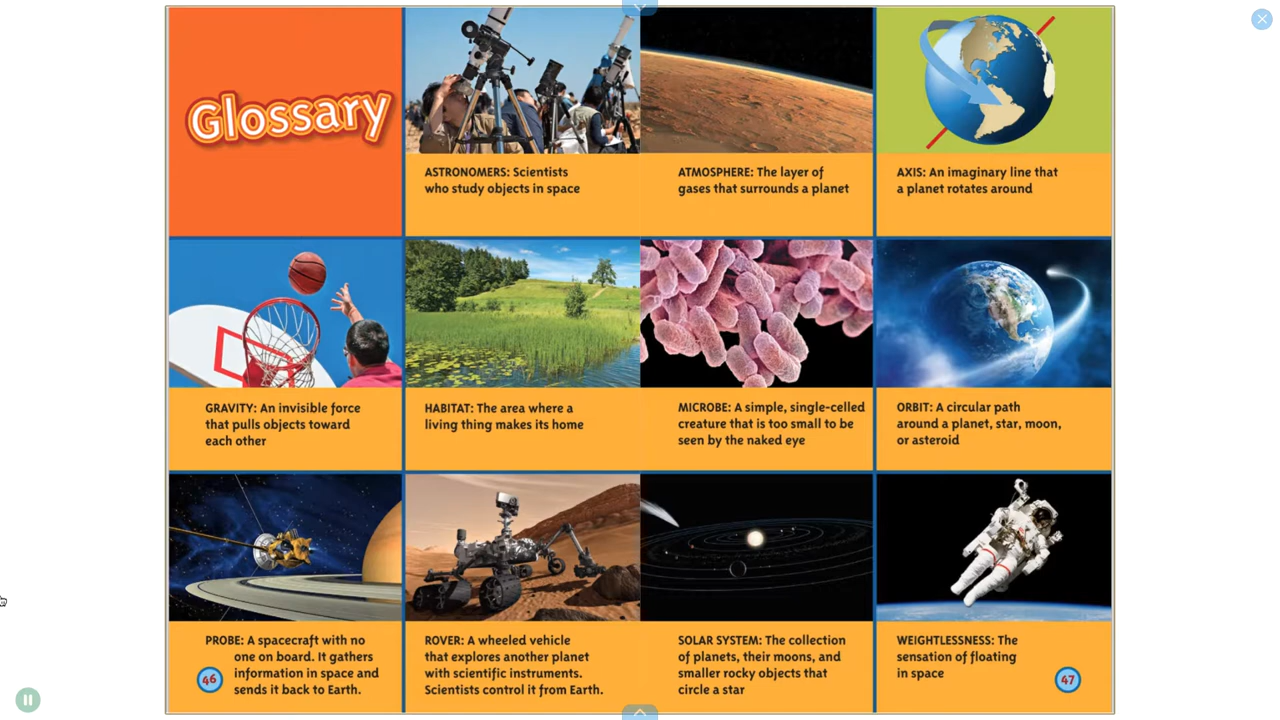 Glossary
ASTRONOMERS: Scientists
who study objects in space
ATMOSPHERE: The layer of
gases that surrounds a planet
AXIS: An imaginary line that
a planet rotates around
GRAVITY: An invisible force
that pulls objects toward
each other
HABITAT: The area where a
living thing makes its home
MICROBE: A simple, single-celled
creature that is too small to be
seen by the naked eye
ORBIT: A circular path
around a planet, star, moon,
or asteroid
PROBE: A spacecraft with no
one on board. It gathers
information in space and
sends it back to Earth.
46
ROVER: A wheeled vehicle
that explores another planet
with scientific instruments.
Scientists control it from Earth.
SOLAR SYSTEM: The collection
of planets, their moons, and
smaller rocky objects that
circle a star
WEIGHTLESSNESS: The
sensation of floating
in space
47